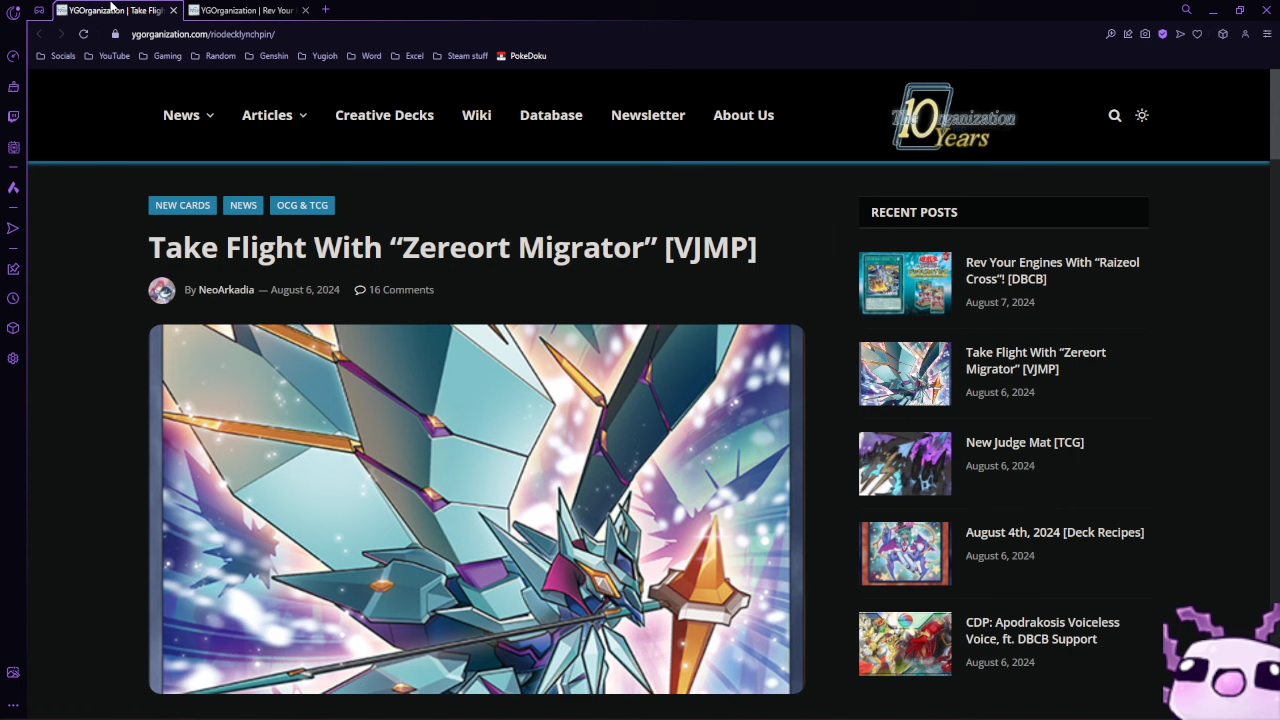 YGOrganization | Take Fligh
YGOrganization | Rev Your
ygorganization.com/riodecklynchpin/
Socials
YouTube
Gaming
Random
Genshin
Yugioh
Word
Excel
Steam stuff
PokeDoku
News
Articles
Creative Decks
Wiki
Database
Newsletter
About Us
The Organization
10
Years
NEW CARDS
NEWS
OCG & TCG
Take Flight With “Zereort Migrator” [VJMP]
By NeoArkadia — August 6, 2024
16 Comments
RECENT POSTS
Rev Your Engines With “Raizeol
Cross”! [DBCB]
August 7, 2024
Take Flight With “Zereort
Migrator” [VJMP]
August 6, 2024
New Judge Mat [TCG]
August 6, 2024
August 4th, 2024 [Deck Recipes]
August 6, 2024
CDP: Apodrakosis Voiceless
Voice, ft. DBCB Support
August 6, 2024